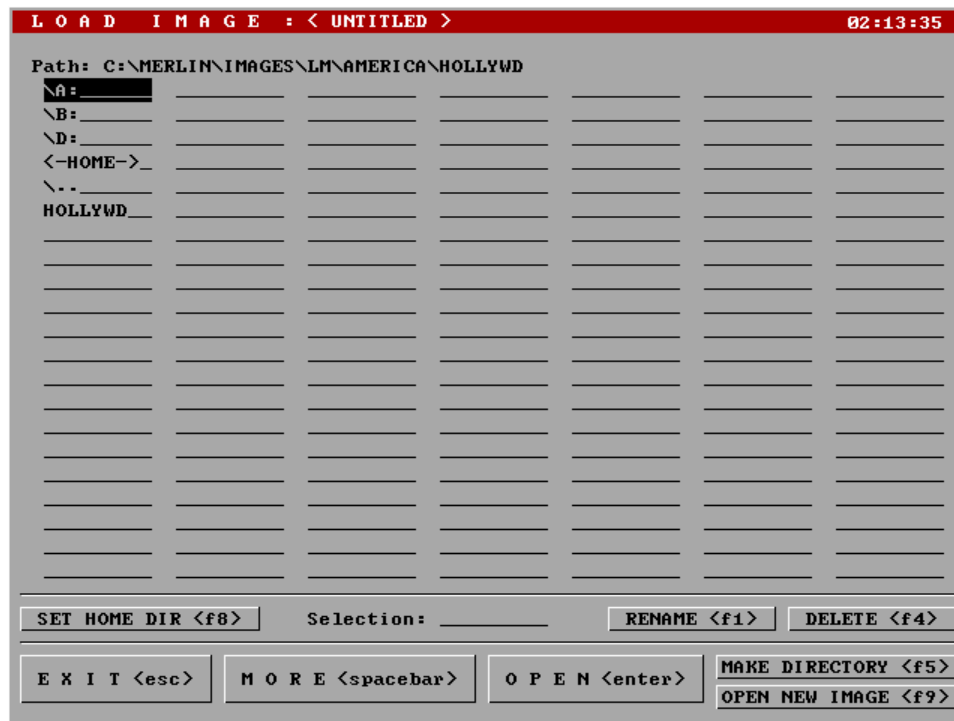 L O A D   I M A G E  : < UNTITLED >   02:13:35
Path: C:\MERLIN\IMAGES\LM\AMERICA\HOLLYWD
\A:
\B:
\D:
<-HOME->
\..
HOLLYWD
SET HOME DIR <f8>   Selection:   RENAME <f1>   DELETE <f4>
E X I T <esc>   M O R E <spacebar>   O P E N <enter>   MAKE DIRECTORY <f5>
OPEN NEW IMAGE <f9>